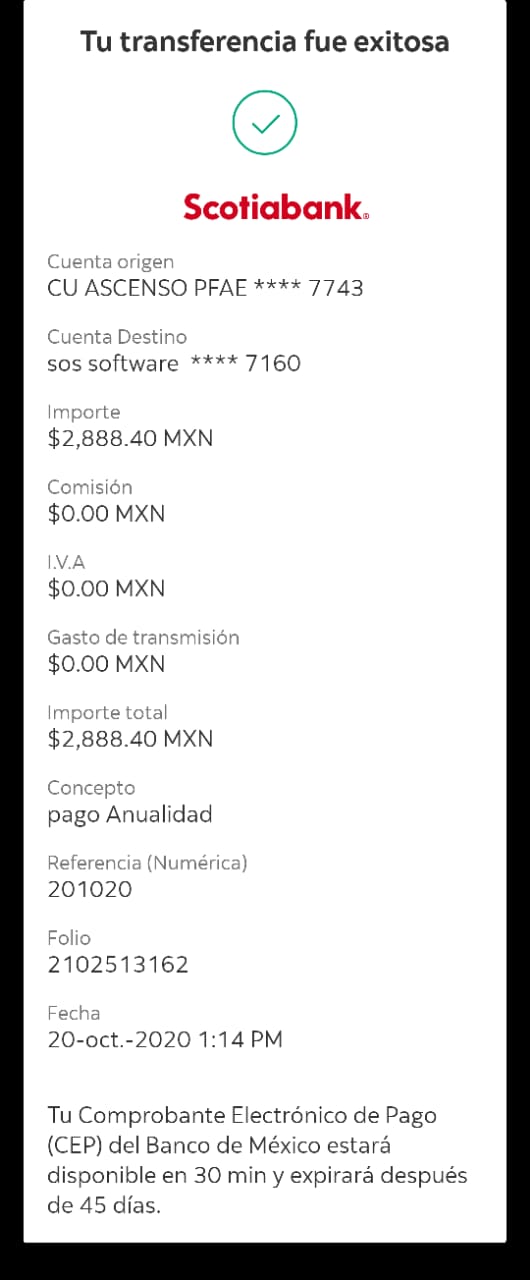 Tu transferencia fue exitosa
Scotiabank®
Cuenta origen
CU ASCENSO PFAE **** 7743
Cuenta Destino
sos software **** 7160
Importe
$2,888.40 MXN
Comisión
$0.00 MXN
I.V.A
$0.00 MXN
Gasto de transmisión
$0.00 MXN
Importe total
$2,888.40 MXN
Concepto
pago Anualidad
Referencia (Numérica)
201020
Folio
2102513162
Fecha
20-oct.-2020 1:14 PM
Tu Comprobante Electrónico de Pago
(CEP) del Banco de México estará
disponible en 30 min y expirará después
de 45 días.